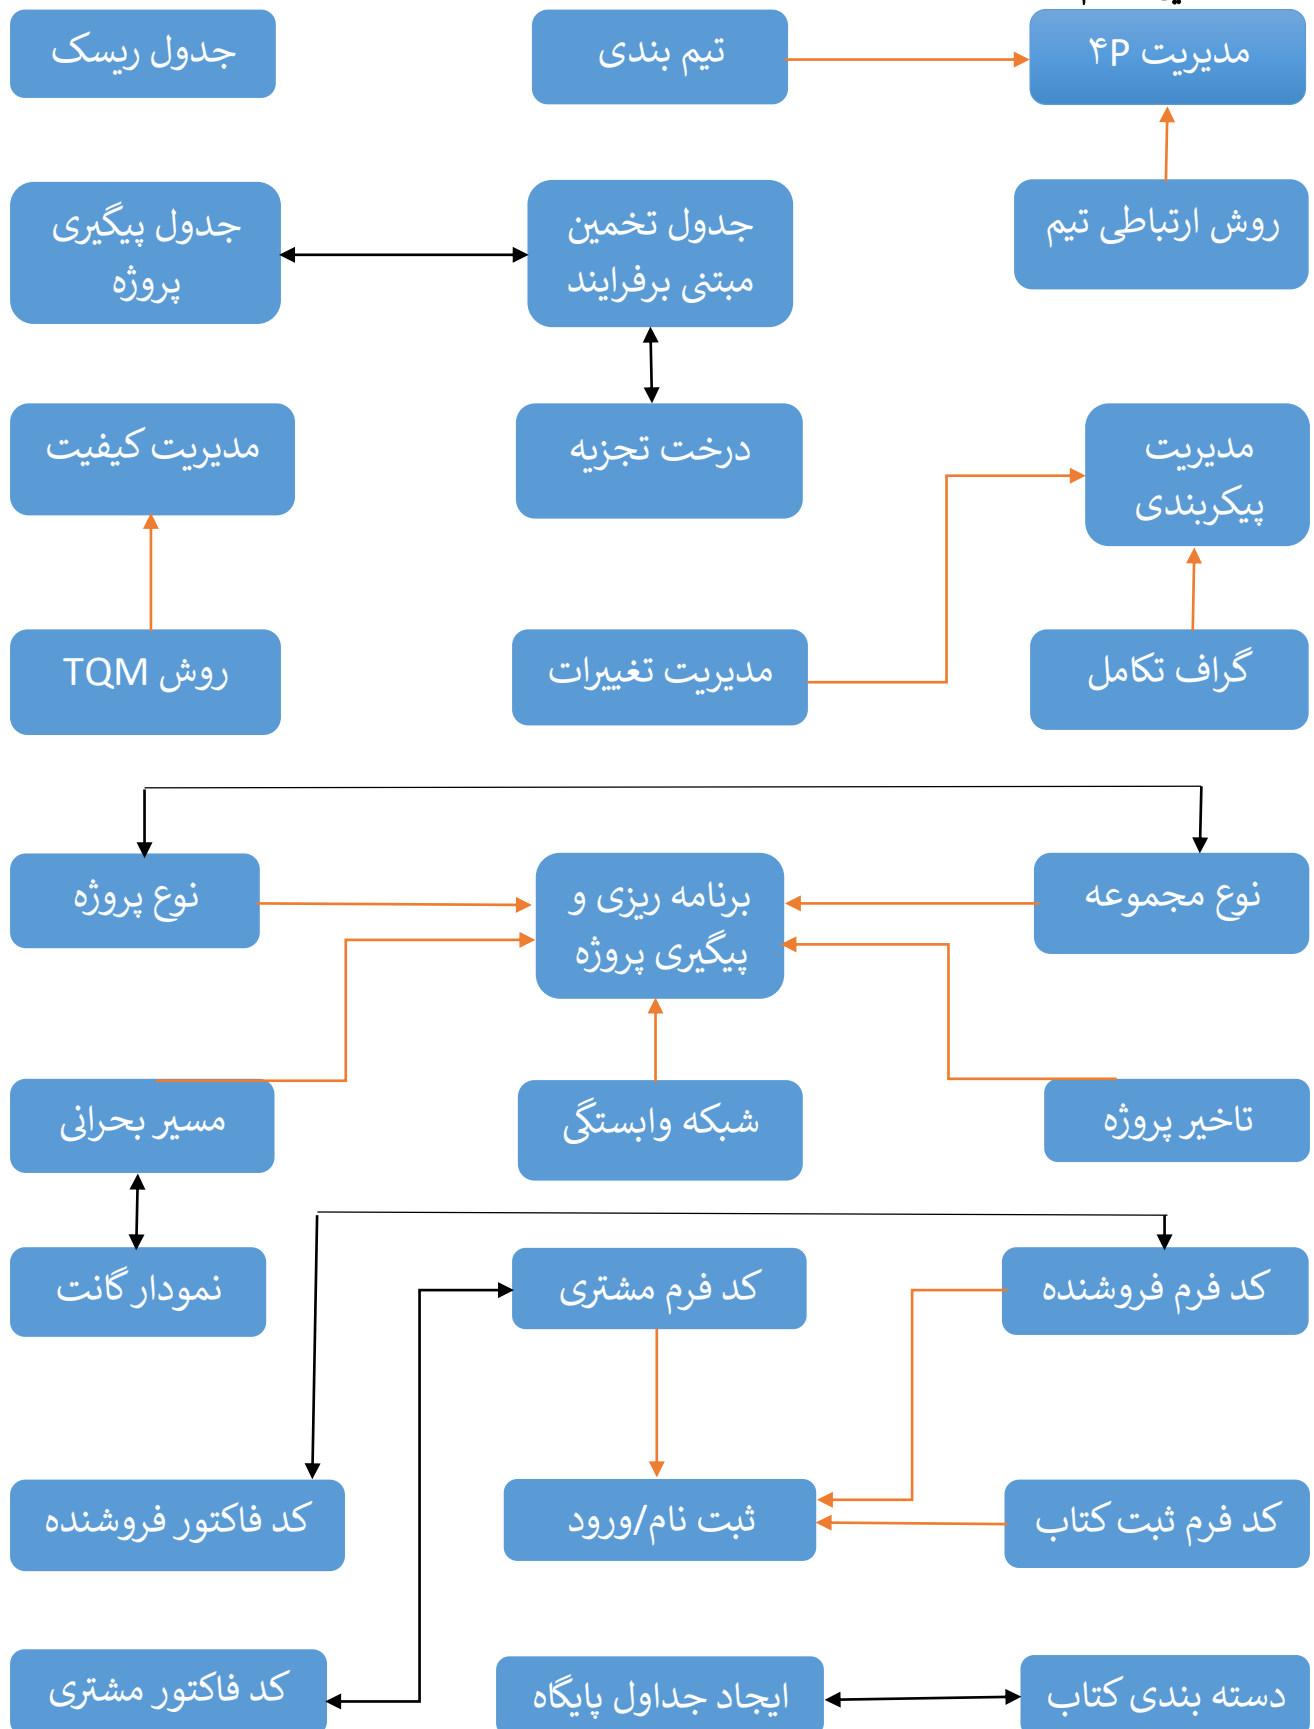 مدیریت ۴P
تیم بندی
جدول ریسک
روش ارتباطی تیم
جدول تخمین
مبتنی برفرایند
جدول پیگیری
پروژه
مدیریت
پیکربندی
درخت تجزیه
مدیریت کیفیت
گراف تکامل
مدیریت تغییرات
روش TQM
نوع مجموعه
برنامه ریزی و
پیگیری پروژه
نوع پروژه
تاخیر پروژه
شبکه وابستگی
مسیر بحرانی
کد فرم فروشنده
کد فرم مشتری
نمودار گانت
کد فرم ثبت کتاب
ثبت نام/ورود
کد فاکتور فروشنده
دسته بندی کتاب
ایجاد جداول پایگاه
کد فاکتور مشتری